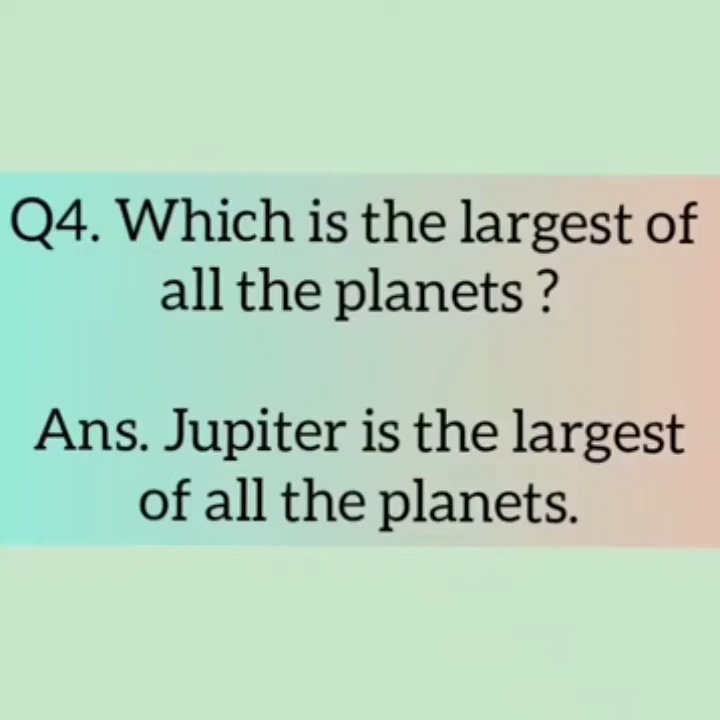 Q4. Which is the largest of
all the planets ?
Ans. Jupiter is the largest
of all the planets.